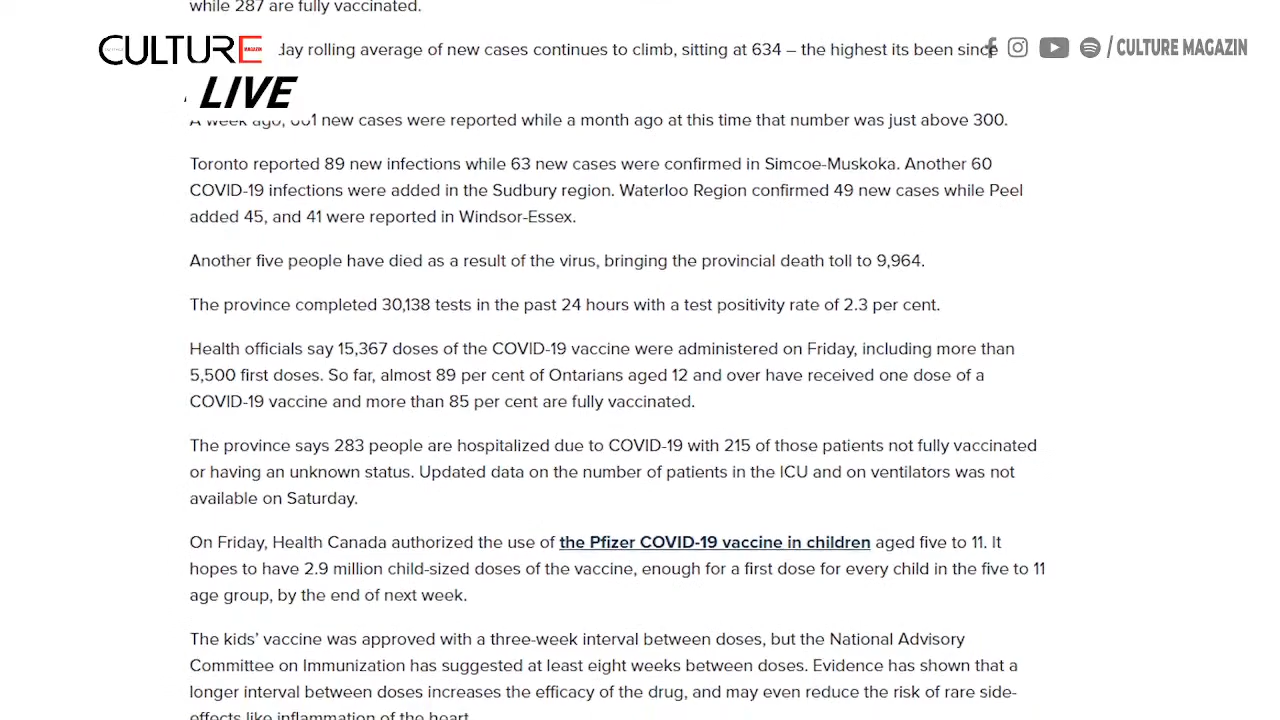 while 287 are fully vaccinated.
CULTURE MAGAZIN
day rolling average of new cases continues to climb, sitting at 634 – the highest its been since
/ CULTURE MAGAZIN
LIVE
A week ago, new cases were reported while a month ago at this time that number was just above 300.
Toronto reported 89 new infections while 63 new cases were confirmed in Simcoe-Muskoka. Another 60
COVID-19 infections were added in the Sudbury region. Waterloo Region confirmed 49 new cases while Peel
added 45, and 41 were reported in Windsor-Essex.
Another five people have died as a result of the virus, bringing the provincial death toll to 9,964.
The province completed 30,138 tests in the past 24 hours with a test positivity rate of 2.3 per cent.
Health officials say 15,367 doses of the COVID-19 vaccine were administered on Friday, including more than
5,500 first doses. So far, almost 89 per cent of Ontarians aged 12 and over have received one dose of a
COVID-19 vaccine and more than 85 per cent are fully vaccinated.
The province says 283 people are hospitalized due to COVID-19 with 215 of those patients not fully vaccinated
or having an unknown status. Updated data on the number of patients in the ICU and on ventilators was not
available on Saturday.
On Friday, Health Canada authorized the use of the Pfizer COVID-19 vaccine in children aged five to 11. It
hopes to have 2.9 million child-sized doses of the vaccine, enough for a first dose for every child in the five to 11
age group, by the end of next week.
The kids’ vaccine was approved with a three-week interval between doses, but the National Advisory
Committee on Immunization has suggested at least eight weeks between doses. Evidence has shown that a
longer interval between doses increases the efficacy of the drug, and may even reduce the risk of rare side-
effects like inflammation of the heart.